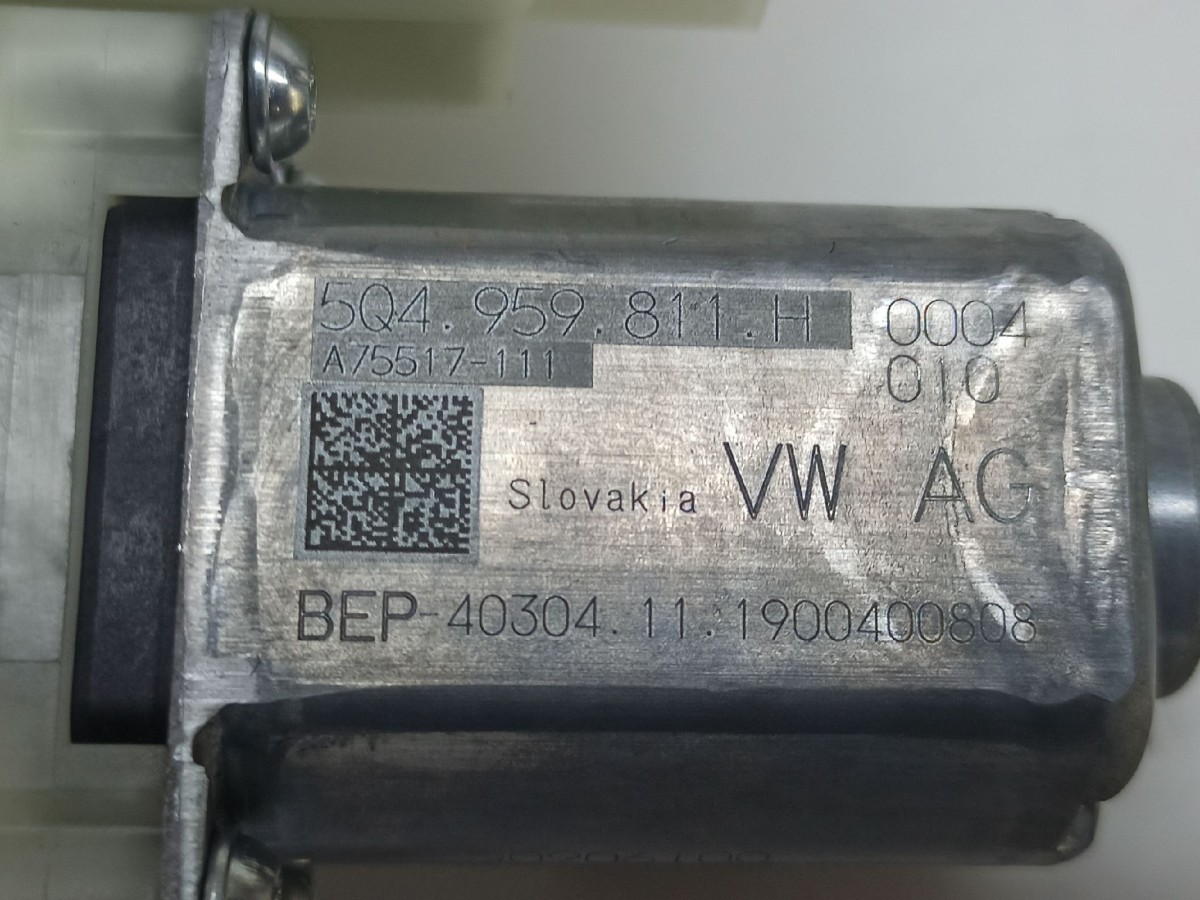 5Q4.959.811.H 0004
A75517-111 010
Slovakia VW AG
BEP-40304.11.1900400808